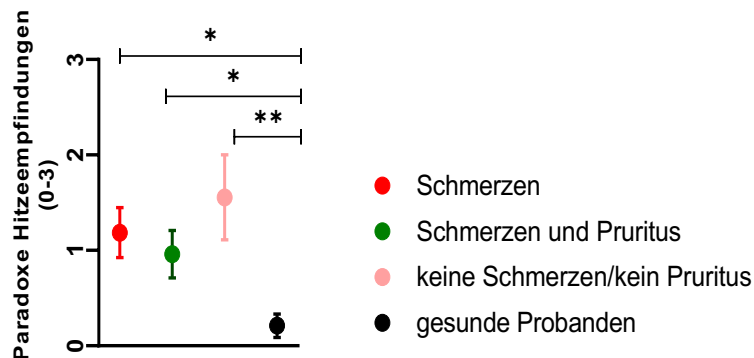 *
*
**
Paradoxe Hitzeempfindungen
(0-3)
3
2
1
0
Schmerzen
Schmerzen und Pruritus
keine Schmerzen/kein Pruritus
gesunde Probanden